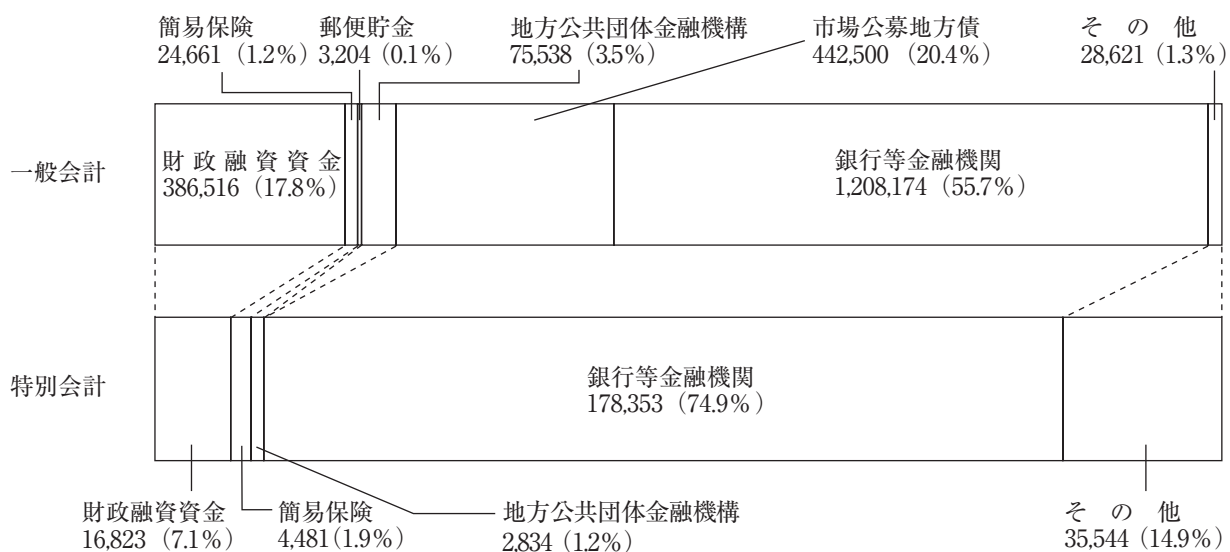 簡易保険
24,661 (1.2%)
郵便貯金
3,204 (0.1%)
地方公共団体金融機構
75,538 (3.5%)
市場公募地方債
442,500 (20.4%)
その他
28,621 (1.3%)
一般会計
財政融資資金
386,516 (17.8%)
銀行等金融機関
1,208,174 (55.7%)
特別会計
銀行等金融機関
178,353 (74.9%)
財政融資資金
16,823 (7.1%)
簡易保険
4,481(1.9%)
地方公共団体金融機構
2,834 (1.2%)
その他
35,544 (14.9%)